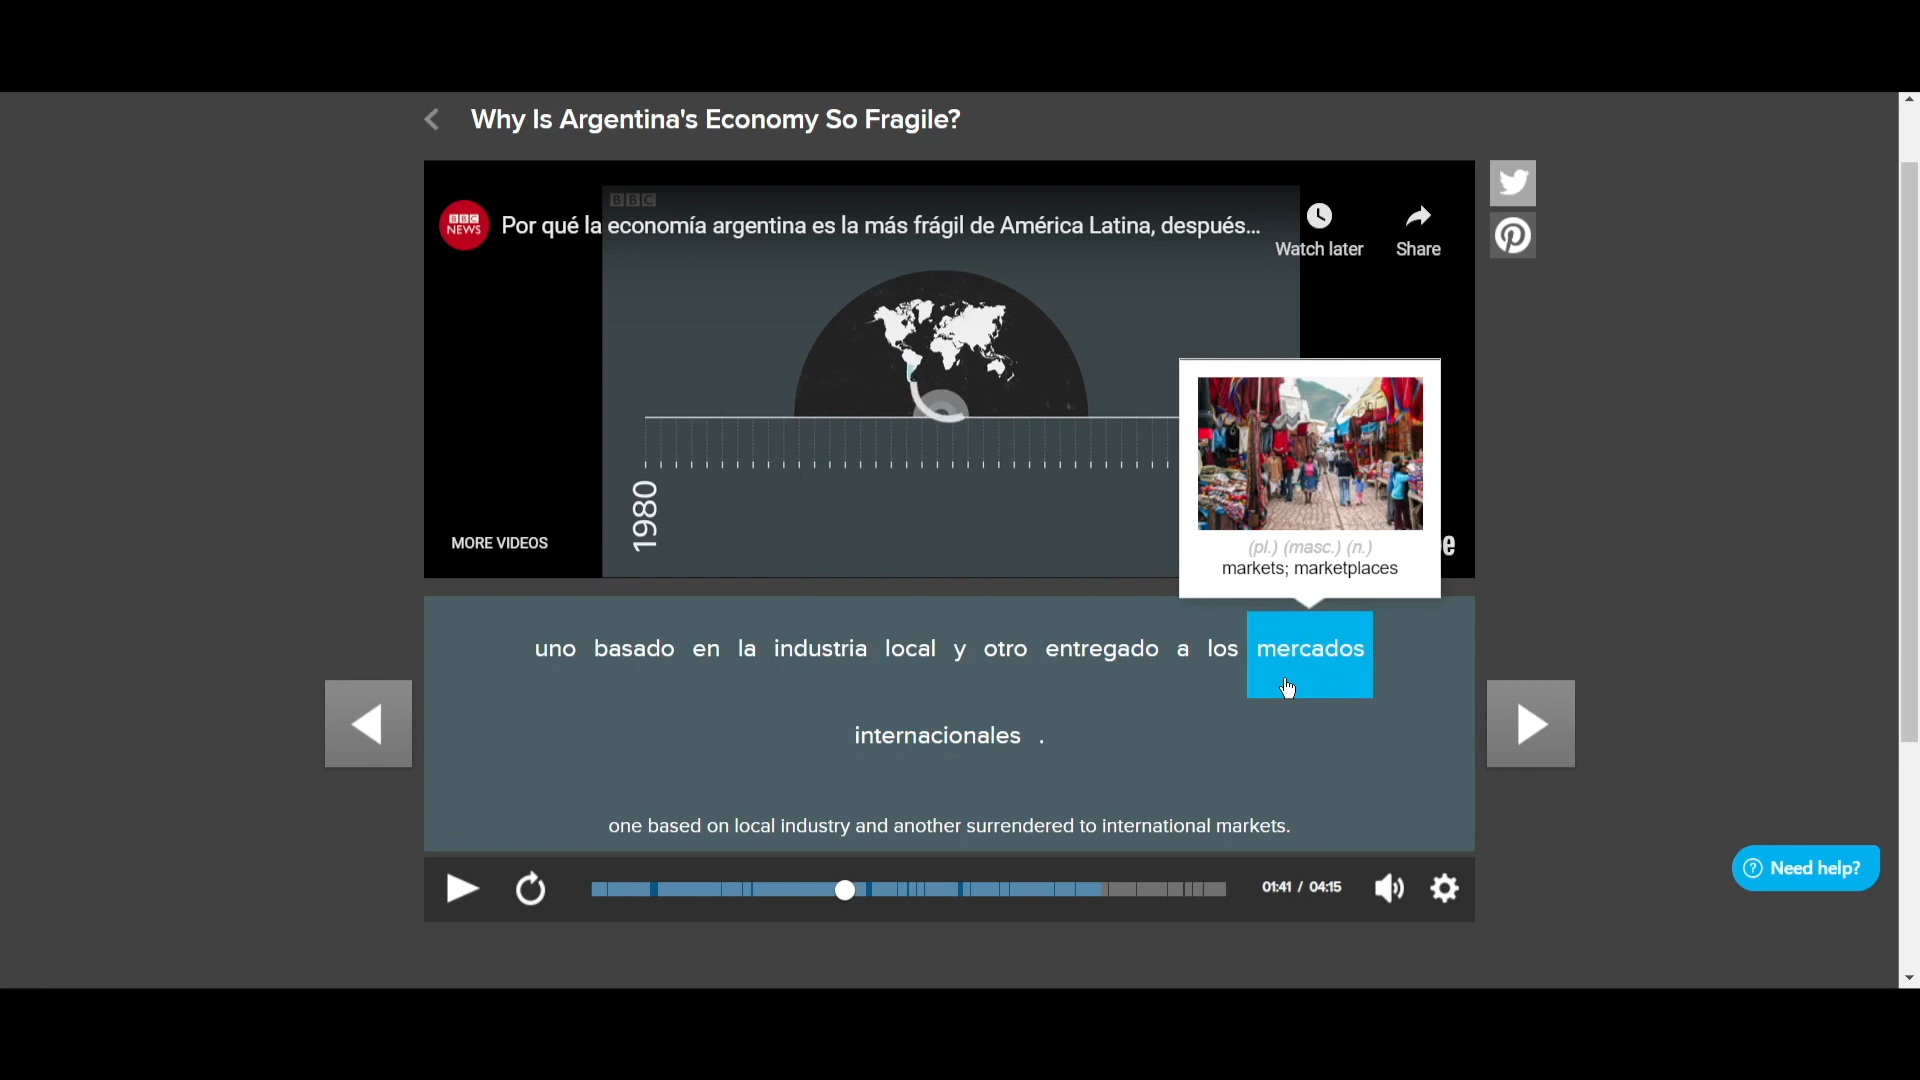 Why Is Argentina's Economy So Fragile?
BBC
BBC
NEWS
Por qué la economía argentina es la más frágil de América Latina, después...
Watch later
Share
1980
MORE VIDEOS
(pl.) (masc.) (n.)
markets; marketplaces
uno basado en la industria local y otro entregado a los mercados
internacionales .
one based on local industry and another surrendered to international markets.
01:41 / 04:15
Need help?